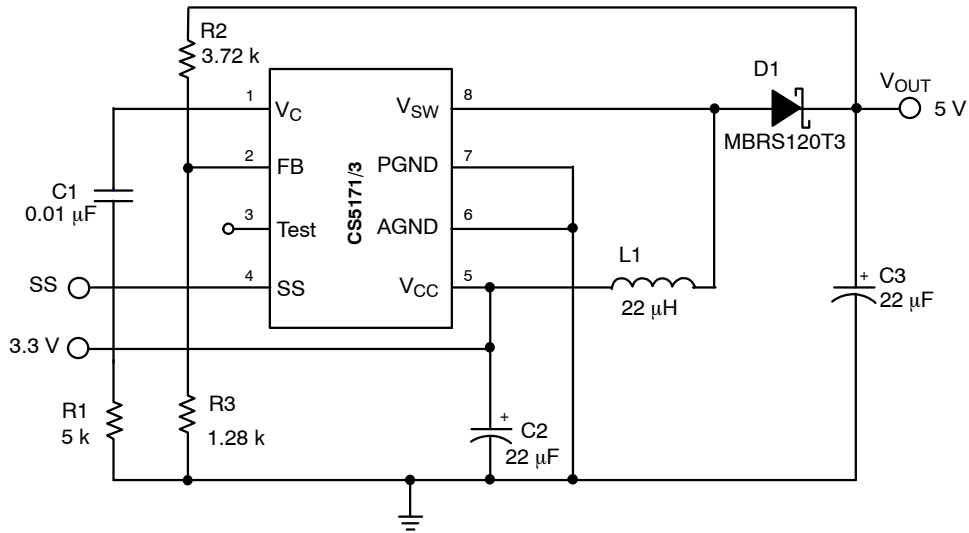 R2
3.72 k
D1
V_OUT
5 V
MBRS120T3
1
V_C
V_SW
8
2
FB
PGND
7
CS5171/3
C1
0.01 μF
3
Test
AGND
6
L1
22 μH
SS
4
SS
V_CC
5
C3
+
22 μF
3.3 V
R1
5 k
R3
1.28 k
+
C2
22 μF